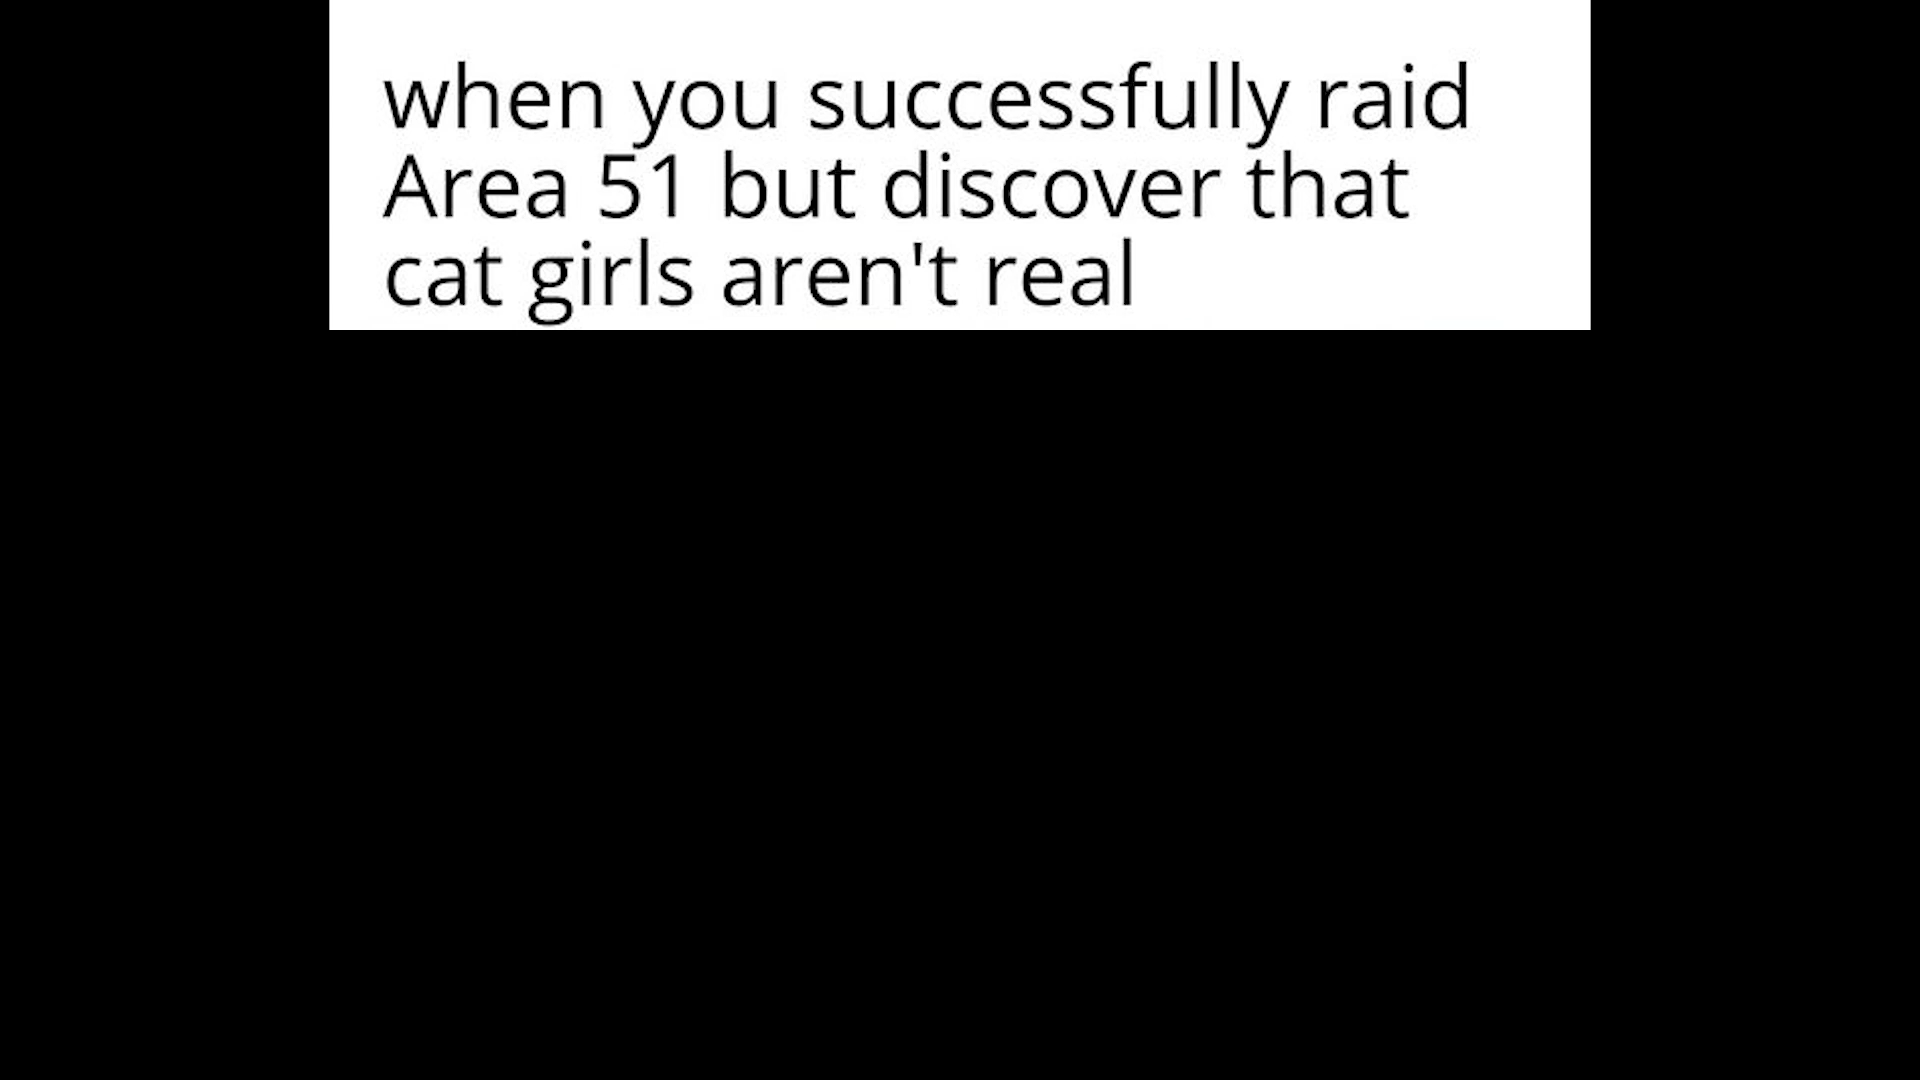 when you successfully raid
Area 51 but discover that
cat girls aren't real